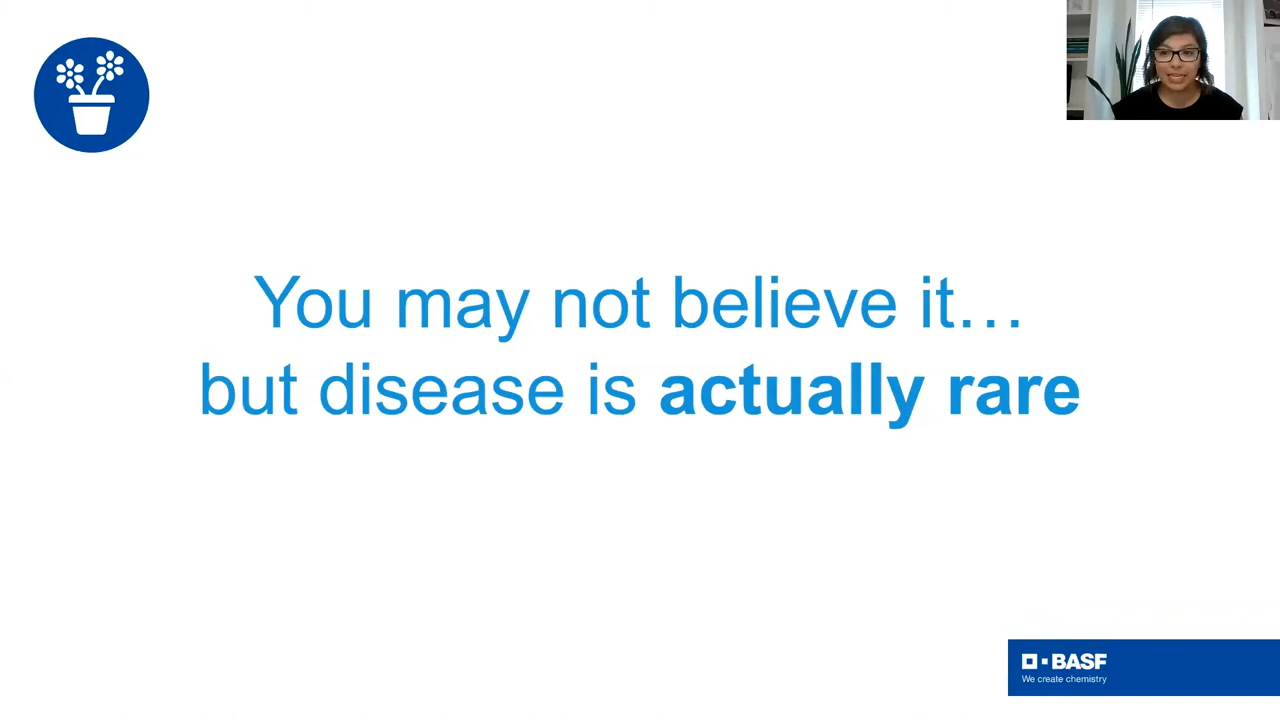 You may not believe it…
but disease is actually rare
BASF
We create chemistry